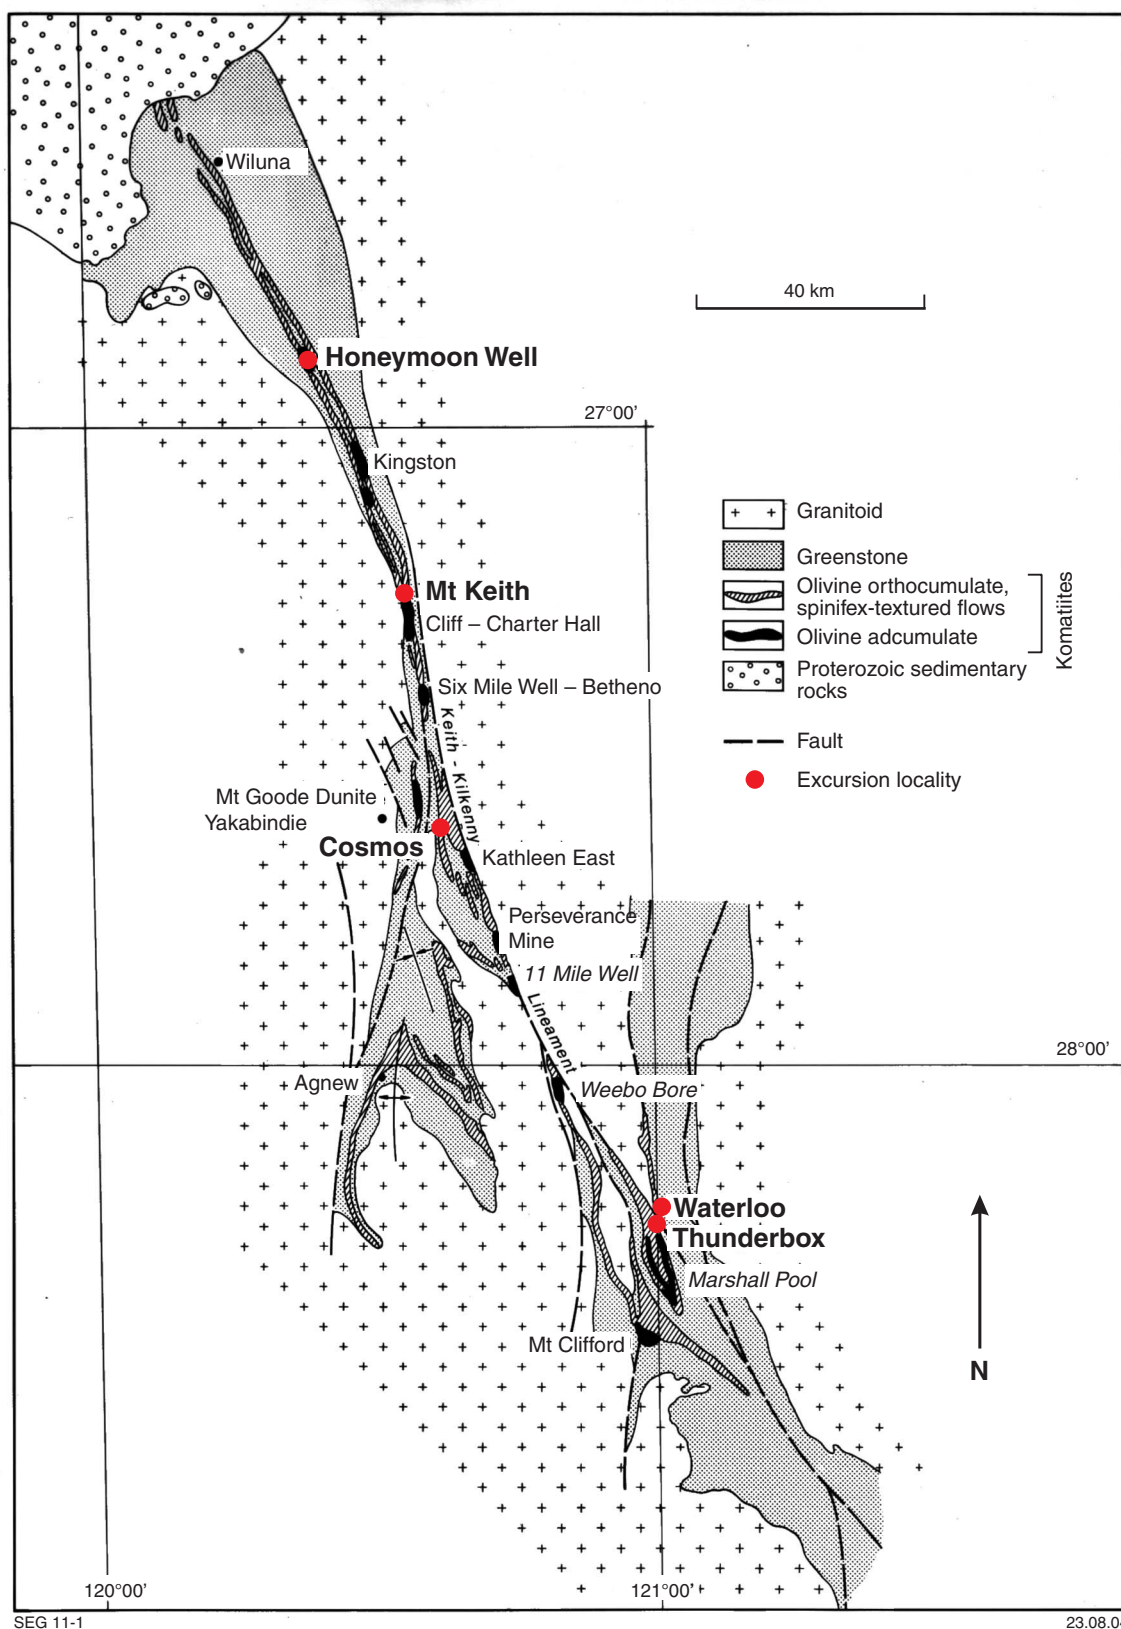 Wiluna
40 km
Honeymoon Well
27°00'
Kingston
Granitoid
Greenstone
Olivine orthocumulate,
spinifex-textured flows
Olivine adcumulate
Komatiites
Proterozoic sedimentary
rocks
Fault
Excursion locality
Mt Keith
Cliff – Charter Hall
Six Mile Well – Betheno
Keith - Kilkenny
Mt Goode Dunite
Yakabindie
Cosmos
Kathleen East
Perseverance
Mine
11 Mile Well
Lineament
28°00'
Agnew
Weebo Bore
Waterloo
Thunderbox
Marshall Pool
Mt Clifford
N
120°00'
121°00'
SEG 11-1